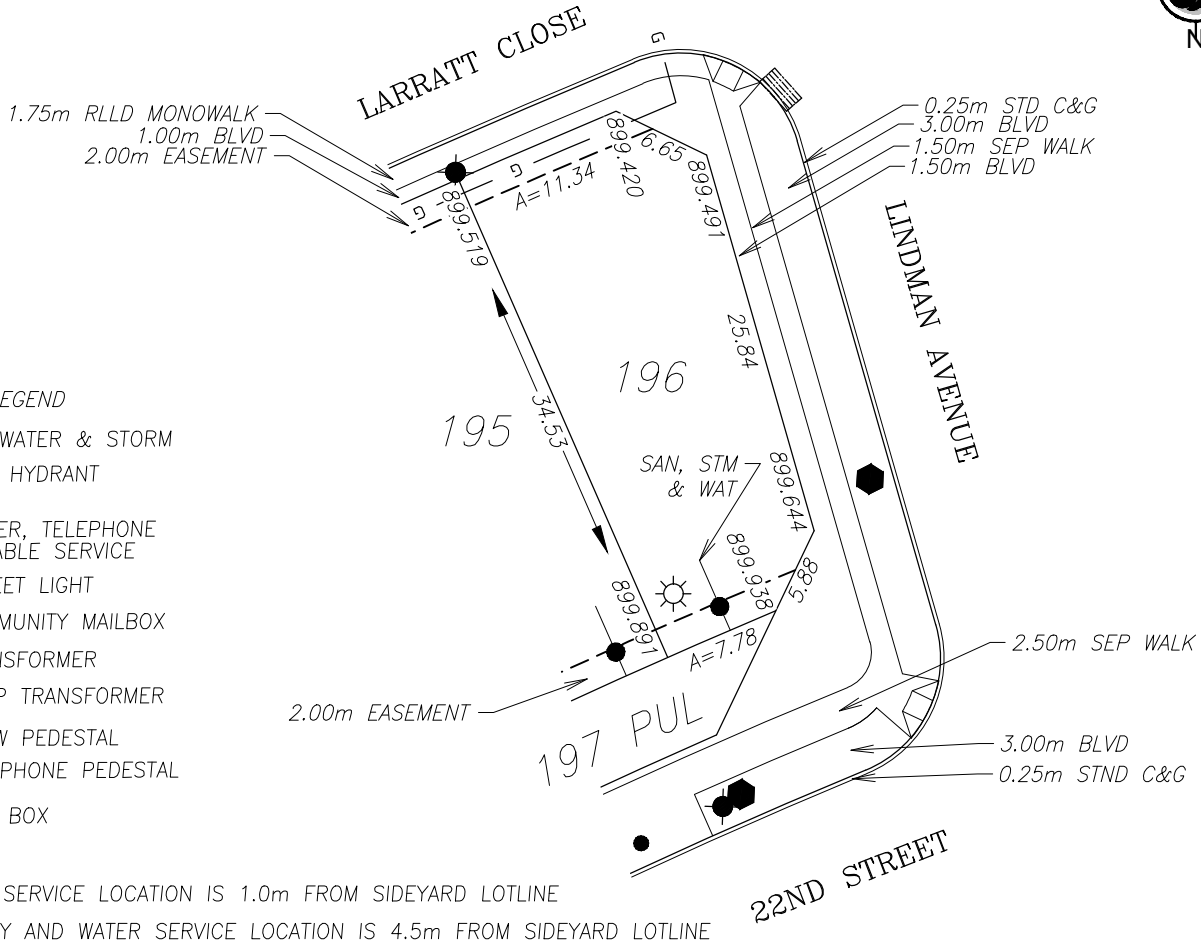 N
LARRATT CLOSE
G
1.75m RLLD MONOWALK
1.00m BLVD
2.00m EASEMENT
0.25m STD C&G
3.00m BLVD
1.50m SEP WALK
1.50m BLVD
G
G
A=11.34
899.420
6.65
899.491
899.519
LINDMAN AVENUE
25.84
196
195
34.53
EGEND
WATER & STORM
HYDRANT
ER, TELEPHONE
ABLE SERVICE
EET LIGHT
MUNITY MAILBOX
NSFORMER
P TRANSFORMER
W PEDESTAL
PHONE PEDESTAL
BOX
SAN, STM
& WAT
899.644
899.938
5.88
899.891
A=7.78
2.00m EASEMENT
2.50m SEP WALK
197 PUL
3.00m BLVD
0.25m STND C&G
22ND STREET
SERVICE LOCATION IS 1.0m FROM SIDEYARD LOTLINE
Y AND WATER SERVICE LOCATION IS 4.5m FROM SIDEYARD LOTLINE